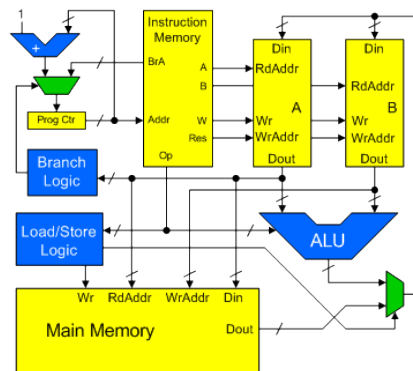 1
+
Prog Ctr
Instruction
Memory
BrA
A
B
Addr
W
Res
Op
Din
RdAddr
A
Wr
WrAddr
Dout
Din
RdAddr
B
Wr
WrAddr
Dout
Branch
Logic
Load/Store
Logic
ALU
Wr RdAddr WrAddr Din
Main Memory
Dout